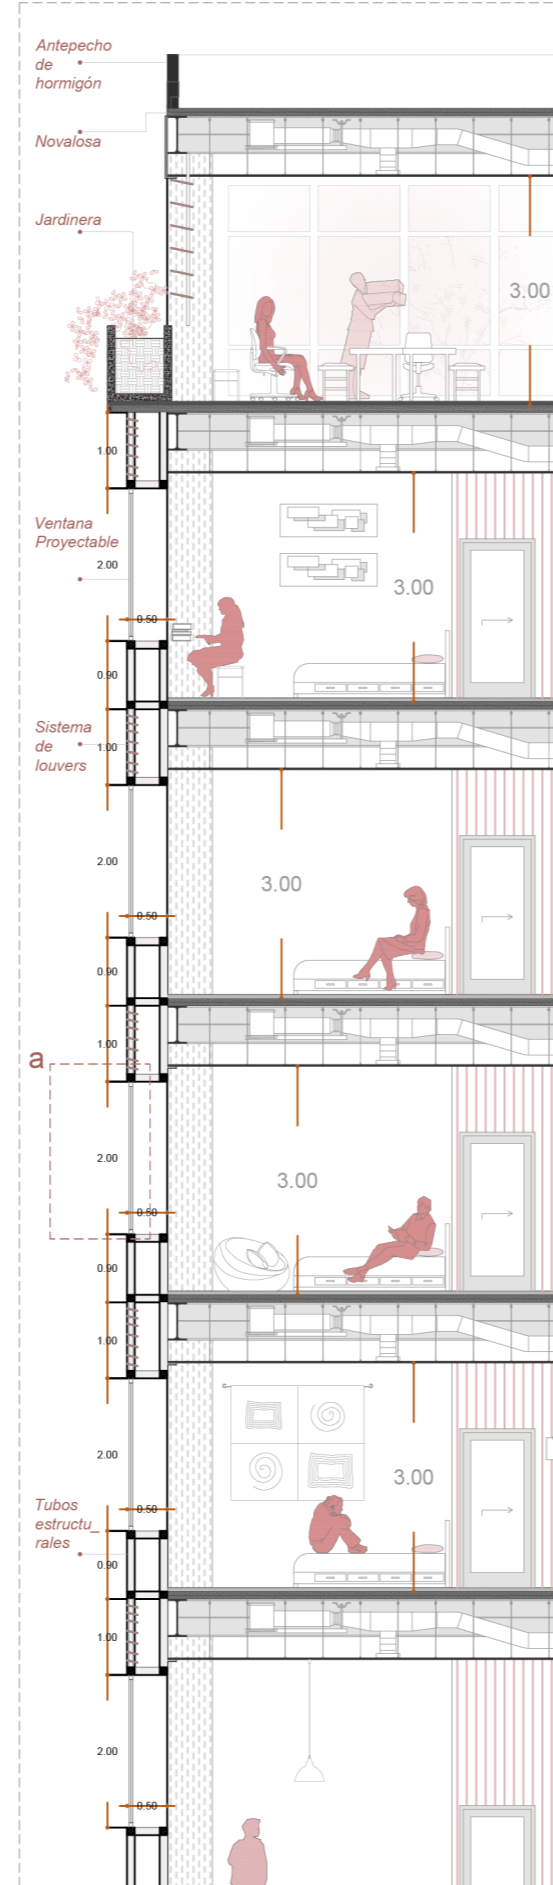 Antepecho
de
hormigón
Novalosa
Jardinera
3.00
1.00
Ventana
Proyectable
2.00
3.00
0.50
0.90
Sistema
de
louvers
1.00
2.00
3.00
0.50
0.90
1.00
a
2.00
3.00
0.50
0.90
1.00
2.00
3.00
Tubos
estructu_
rales
0.50
0.90
1.00
2.00
0.50